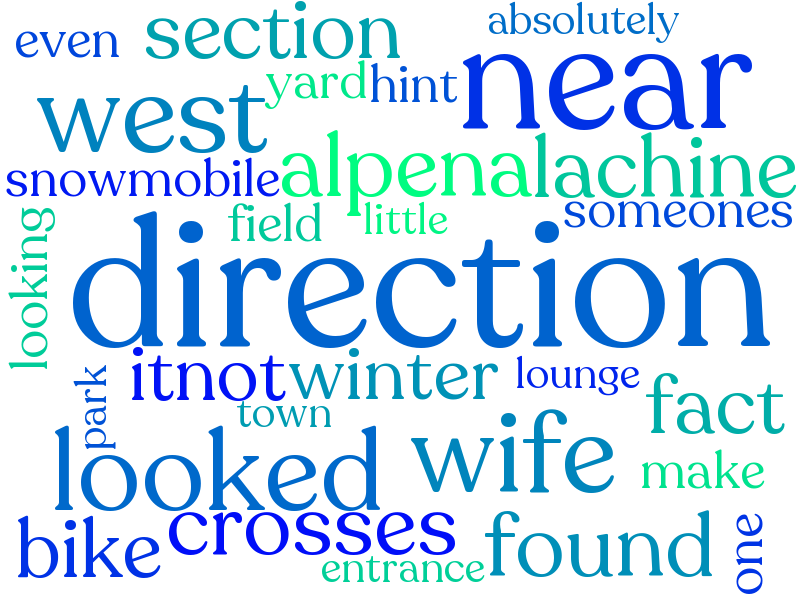 absolutely
even
section
yard
hint
near
west
alpena
lachine
snowmobile
someones
field
little
looking
direction
itnot
winter
lounge
park
town
fact
looked
wife
make
bike
crosses
found
one
entrance